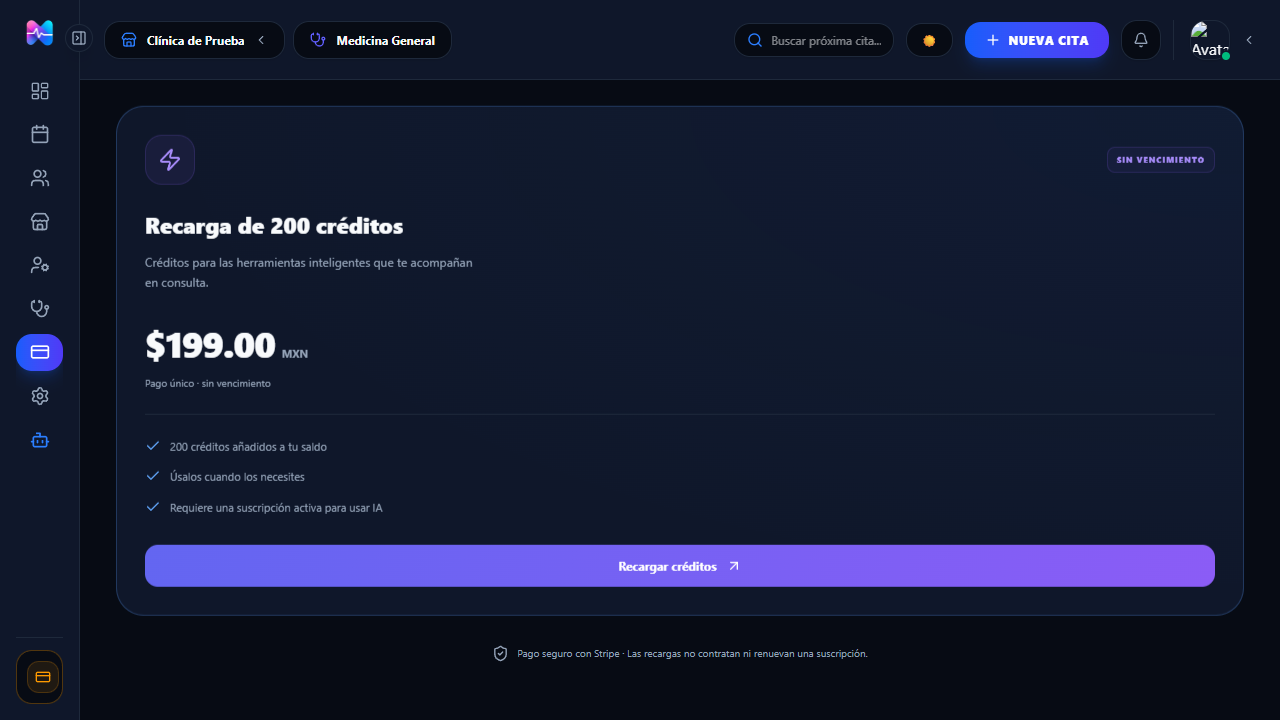 Clínica de Prueba
Medicina General
Buscar próxima cita...
NUEVA CITA
Avata
SIN VENCIMIENTO
Recarga de 200 créditos
Créditos para las herramientas inteligentes que te acompañan
en consulta.
$199.00 MXN
Pago único · sin vencimiento
200 créditos añadidos a tu saldo
Úsalos cuando los necesites
Requiere una suscripción activa para usar IA
Recargar créditos
Pago seguro con Stripe · Las recargas no contratan ni renuevan una suscripción.